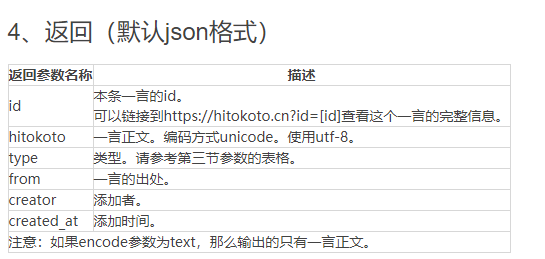 4、返回（默认json格式）
返回参数名称 描述
id 本条一言的id。
可以链接到https://hitokoto.cn?id=[id]查看这个一言的完整信息。
hitokoto 一言正文。编码方式unicode。使用utf-8。
type 类型。请参考第三节参数的表格。
from 一言的出处。
creator 添加者。
created_at 添加时间。
注意：如果encode参数为text，那么输出的只有一言正文。